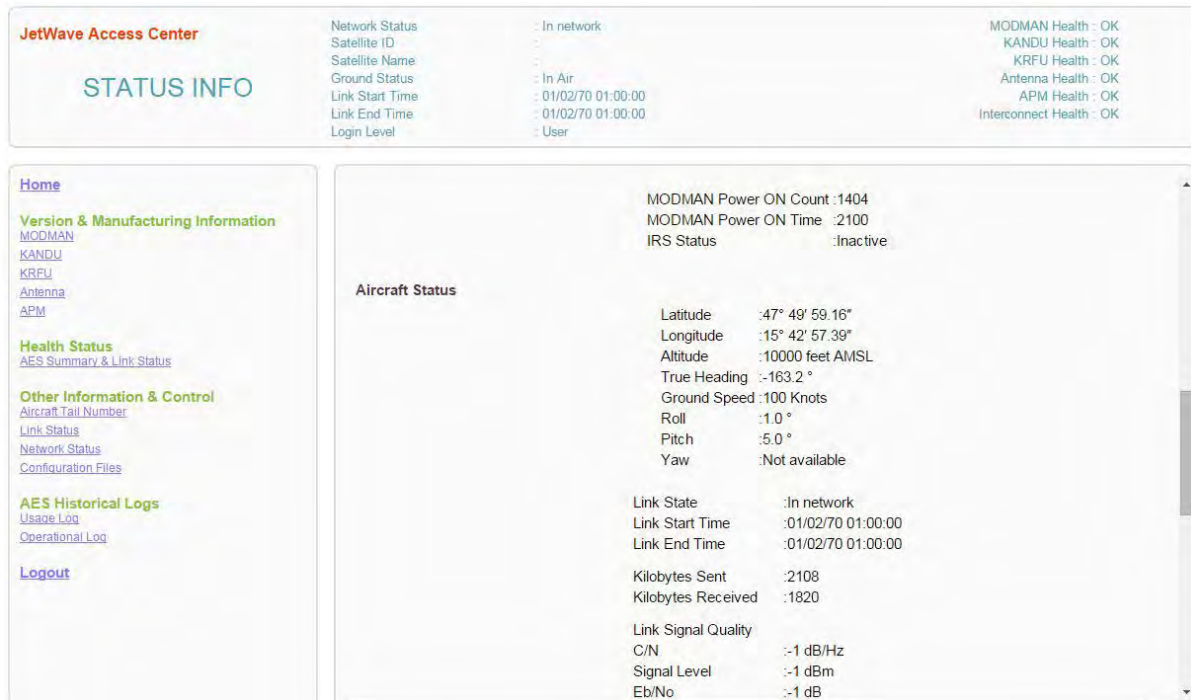 JetWave Access Center
STATUS INFO
Network Status : In network
Satellite ID :
Satellite Name :
Ground Status : In Air
Link Start Time : 01/02/70 01:00:00
Link End Time : 01/02/70 01:00:00
Login Level : User
MODMAN Health : OK
KANDU Health : OK
KRFU Health : OK
Antenna Health : OK
APM Health : OK
Interconnect Health : OK
Home
Version & Manufacturing Information
MODMAN
KANDU
KRFU
Antenna
APM
Health Status
AES Summary & Link Status
Other Information & Control
Aircraft Tail Number
Link Status
Network Status
Configuration Files
AES Historical Logs
Usage Log
Operational Log
Logout
MODMAN Power ON Count :1404
MODMAN Power ON Time :2100
IRS Status :Inactive
Aircraft Status
Latitude :47° 49' 59.16"
Longitude :15° 42' 57.39"
Altitude :10000 feet AMSL
True Heading :-163.2 °
Ground Speed :100 Knots
Roll :1.0 °
Pitch :5.0 °
Yaw :Not available
Link State :In network
Link Start Time :01/02/70 01:00:00
Link End Time :01/02/70 01:00:00
Kilobytes Sent :2108
Kilobytes Received :1820
Link Signal Quality
C/N :-1 dB/Hz
Signal Level :-1 dBm
Eb/No :-1 dB